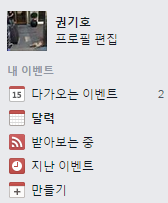 권기호
프로필 편집
내 이벤트
15 다가오는 이벤트 2
달력
받아보는 중
지난 이벤트
만들기